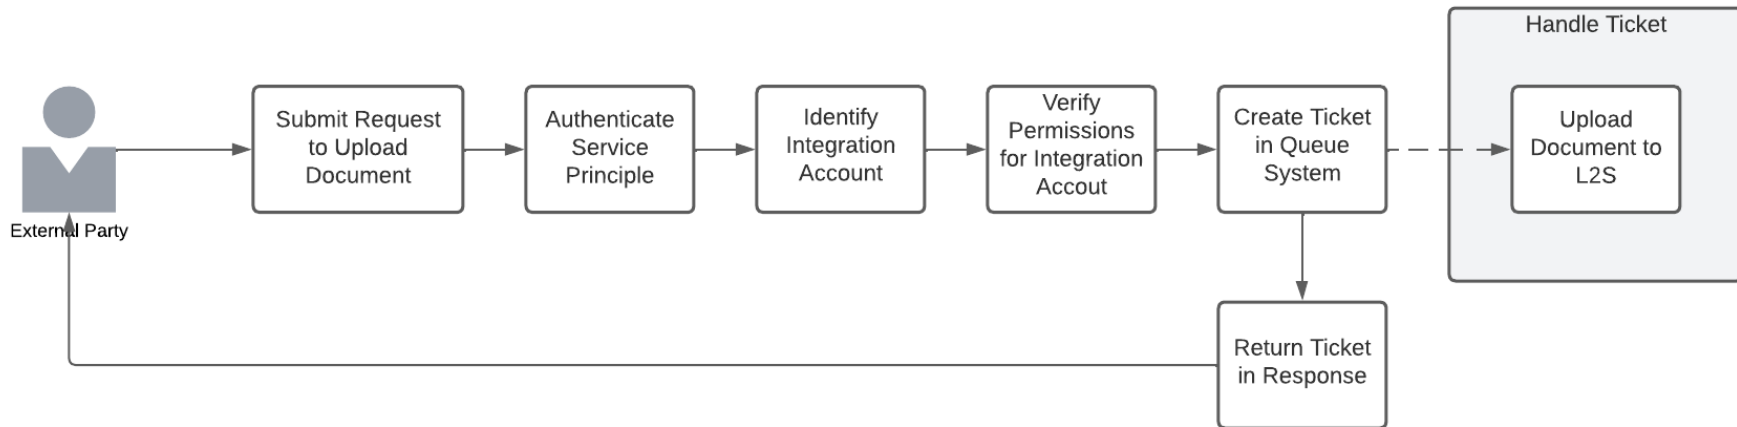 Handle Ticket
Submit Request
to Upload
Document
Authenticate
Service
Principle
Identify
Integration
Account
Verify
Permissions
for Integration
Accout
Create Ticket
in Queue
System
Upload
Document to
L2S
External Party
Return Ticket
in Response